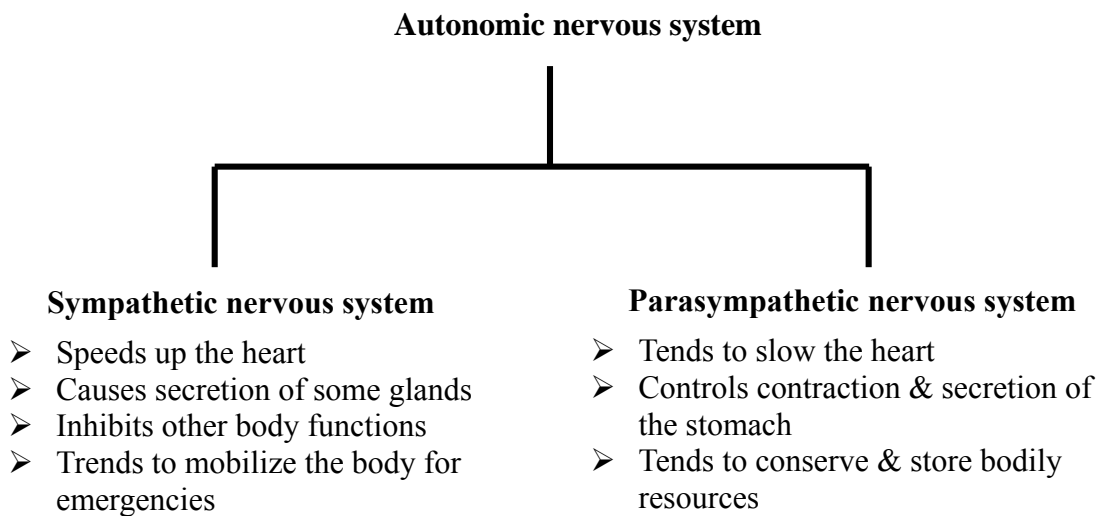 Autonomic nervous system
Sympathetic nervous system
➢ Speeds up the heart
➢ Causes secretion of some glands
➢ Inhibits other body functions
➢ Trends to mobilize the body for
emergencies
Parasympathetic nervous system
➢ Tends to slow the heart
➢ Controls contraction & secretion of
the stomach
➢ Tends to conserve & store bodily
resources